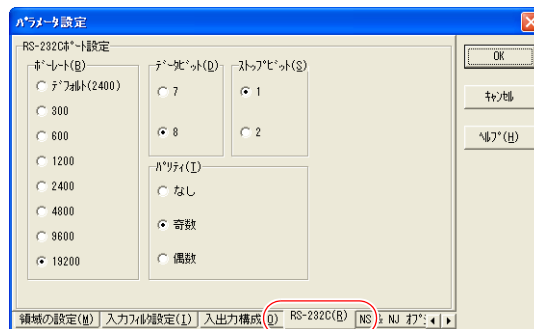 パラメータ設定
RS-232Cポート設定
ボーレート(B)
デフォルト(2400)
300
600
1200
2400
4800
9600
19200
データビット(D)
7
8
ストップビット(S)
1
2
パリティ(T)
なし
奇数
偶数
OK
キャンセル
ヘルプ(H)
領域の設定(M) 入力フィルタ設定(I) 入出力構成(O) RS-232C(R) NS & NJ オプ